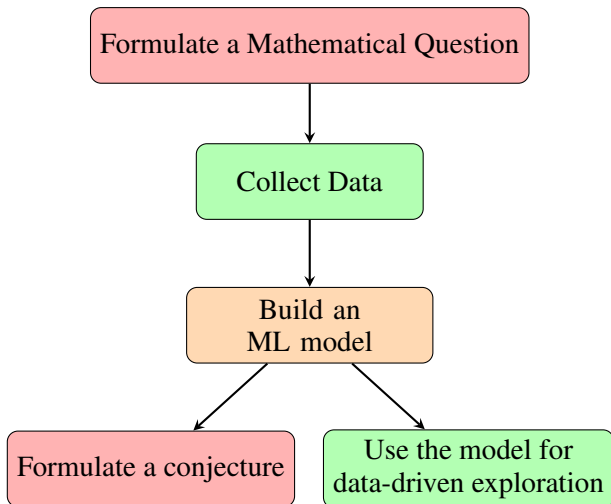 Formulate a Mathematical Question
Collect Data
Build an
ML model
Formulate a conjecture
Use the model for
data-driven exploration